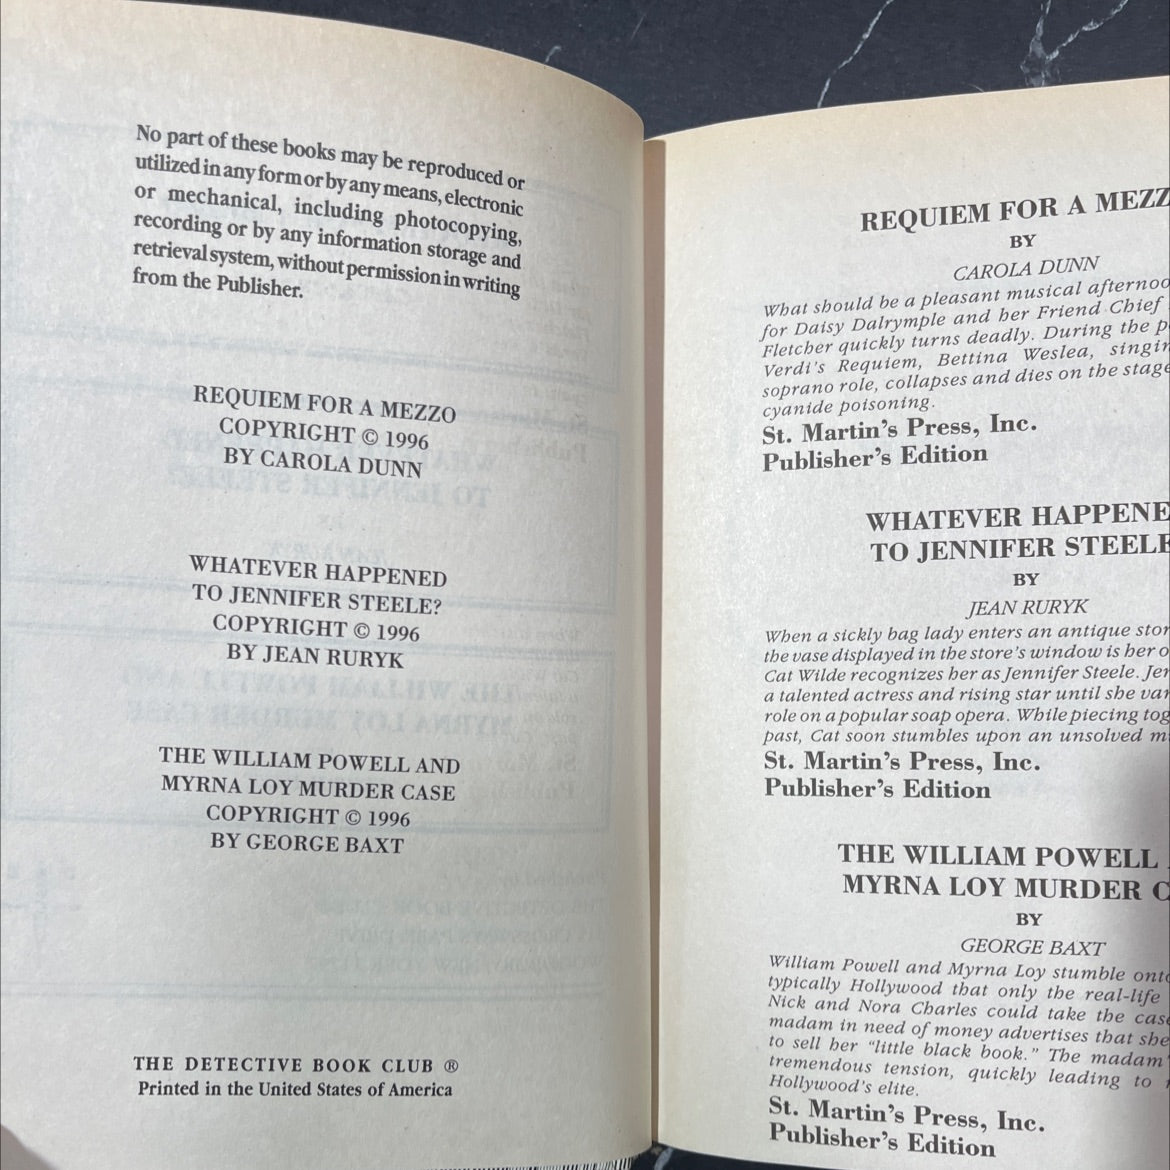 No part of these books may be reproduced or
utilized in any form or by any means, electronic
or mechanical, including photocopying,
recording or by any information storage and
retrieval system, without permission in writing
from the Publisher.
REQUIEM FOR A MEZZO
COPYRIGHT © 1996
BY CAROLA DUNN
WHATEVER HAPPENED
TO JENNIFER STEELE?
COPYRIGHT © 1996
BY JEAN RURYK
THE WILLIAM POWELL AND
MYRNA LOY MURDER CASE
COPYRIGHT © 1996
BY GEORGE BAXT
THE DETECTIVE BOOK CLUB ®
Printed in the United States of America
REQUIEM FOR A MEZZ
BY
CAROLA DUNN
What should be a pleasant musical afternoo
for Daisy Dalrymple and her Friend Chief
Fletcher quickly turns deadly. During the p
Verdi's Requiem, Bettina Weslea, singin
soprano role, collapses and dies on the stage
cyanide poisoning.
St. Martin's Press, Inc.
Publisher's Edition
WHATEVER HAPPENE
TO JENNIFER STEELE
BY
JEAN RURYK
When a sickly bag lady enters an antique stor
the vase displayed in the store's window is her o
Cat Wilde recognizes her as Jennifer Steele. Jen
a talented actress and rising star until she van
role on a popular soap opera. While piecing tog
past, Cat soon stumbles upon an unsolved m
St. Martin's Press, Inc.
Publisher's Edition
THE WILLIAM POWELL
MYRNA LOY MURDER C
BY
GEORGE BAXT
William Powell and Myrna Loy stumble onto
typically Hollywood that only the real-life
Nick and Nora Charles could take the case
madam in need of money advertises that she
to sell her "little black book." The madam'
tremendous tension, quickly leading to
Hollywood's elite.
St. Martin's Press, Inc.
Publisher's Edition